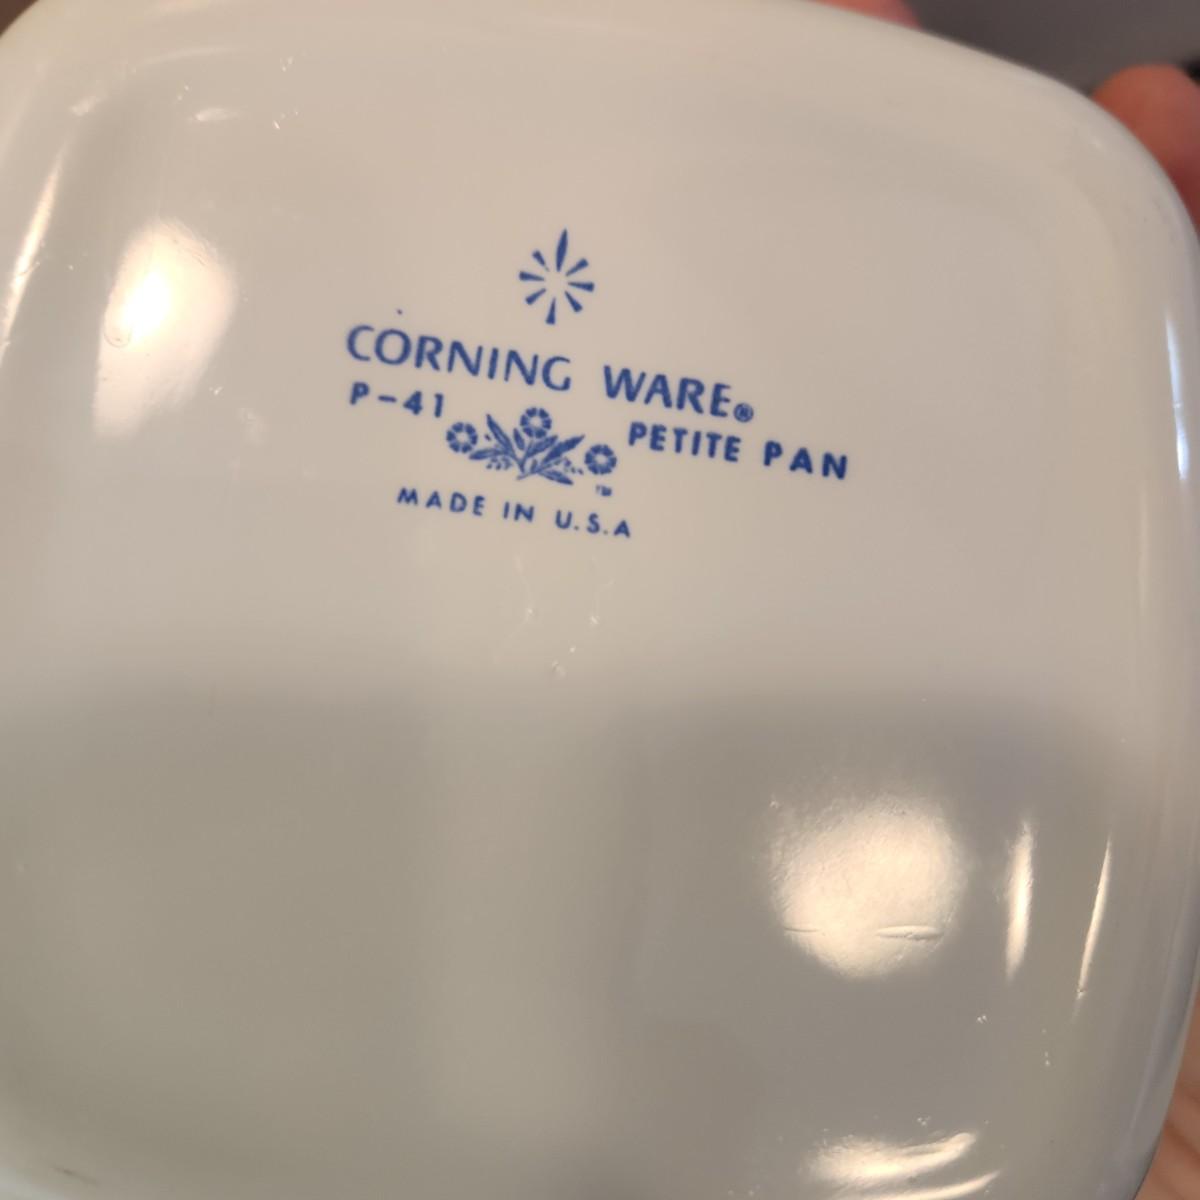 CORNING WARE®
P-41 PETITE PAN
TM
MADE IN U.S.A